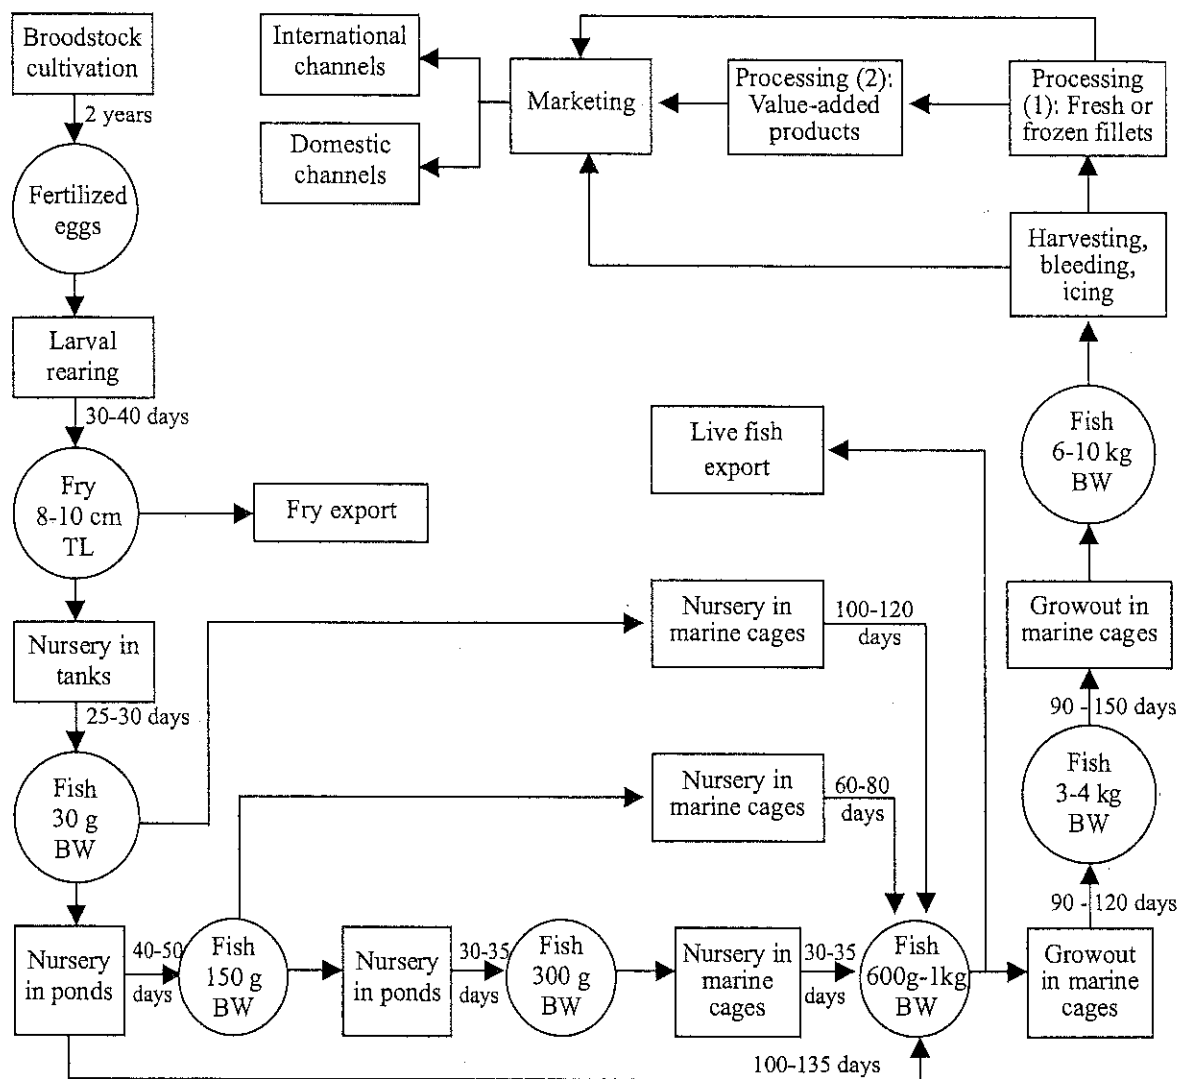 Broodstock
cultivation
2 years
Fertilized
eggs
Larval
rearing
30-40 days
Fry
8-10 cm
TL
Fry export
Nursery in
tanks
25-30 days
Fish
30 g
BW
Nursery
in ponds
40-50
days
Fish
150 g
BW
Nursery
in ponds
30-35
days
Fish
300 g
BW
Nursery in
marine
cages
30-35
days
Fish
600g-1kg
BW
100-135 days
Nursery in
marine cages
100-120
days
Nursery in
marine cages
60-80
days
Live fish
export
Growout
in marine
cages
90 - 120 days
Fish
3-4 kg
BW
90 - 150 days
Growout in
marine cages
Fish
6-10 kg
BW
Harvesting,
bleeding,
icing
Processing
(1): Fresh or
frozen fillets
Processing (2):
Value-added
products
Marketing
International
channels
Domestic
channels